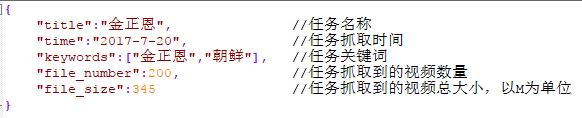 {
"title":"金正恩", //任务名称
"time":"2017-7-20", //任务抓取时间
"keywords":["金正恩","朝鲜"], //任务关键词
"file_number":200, //任务抓取到的视频数量
"file_size":345 //任务抓取到的视频总大小，以M为单位
}